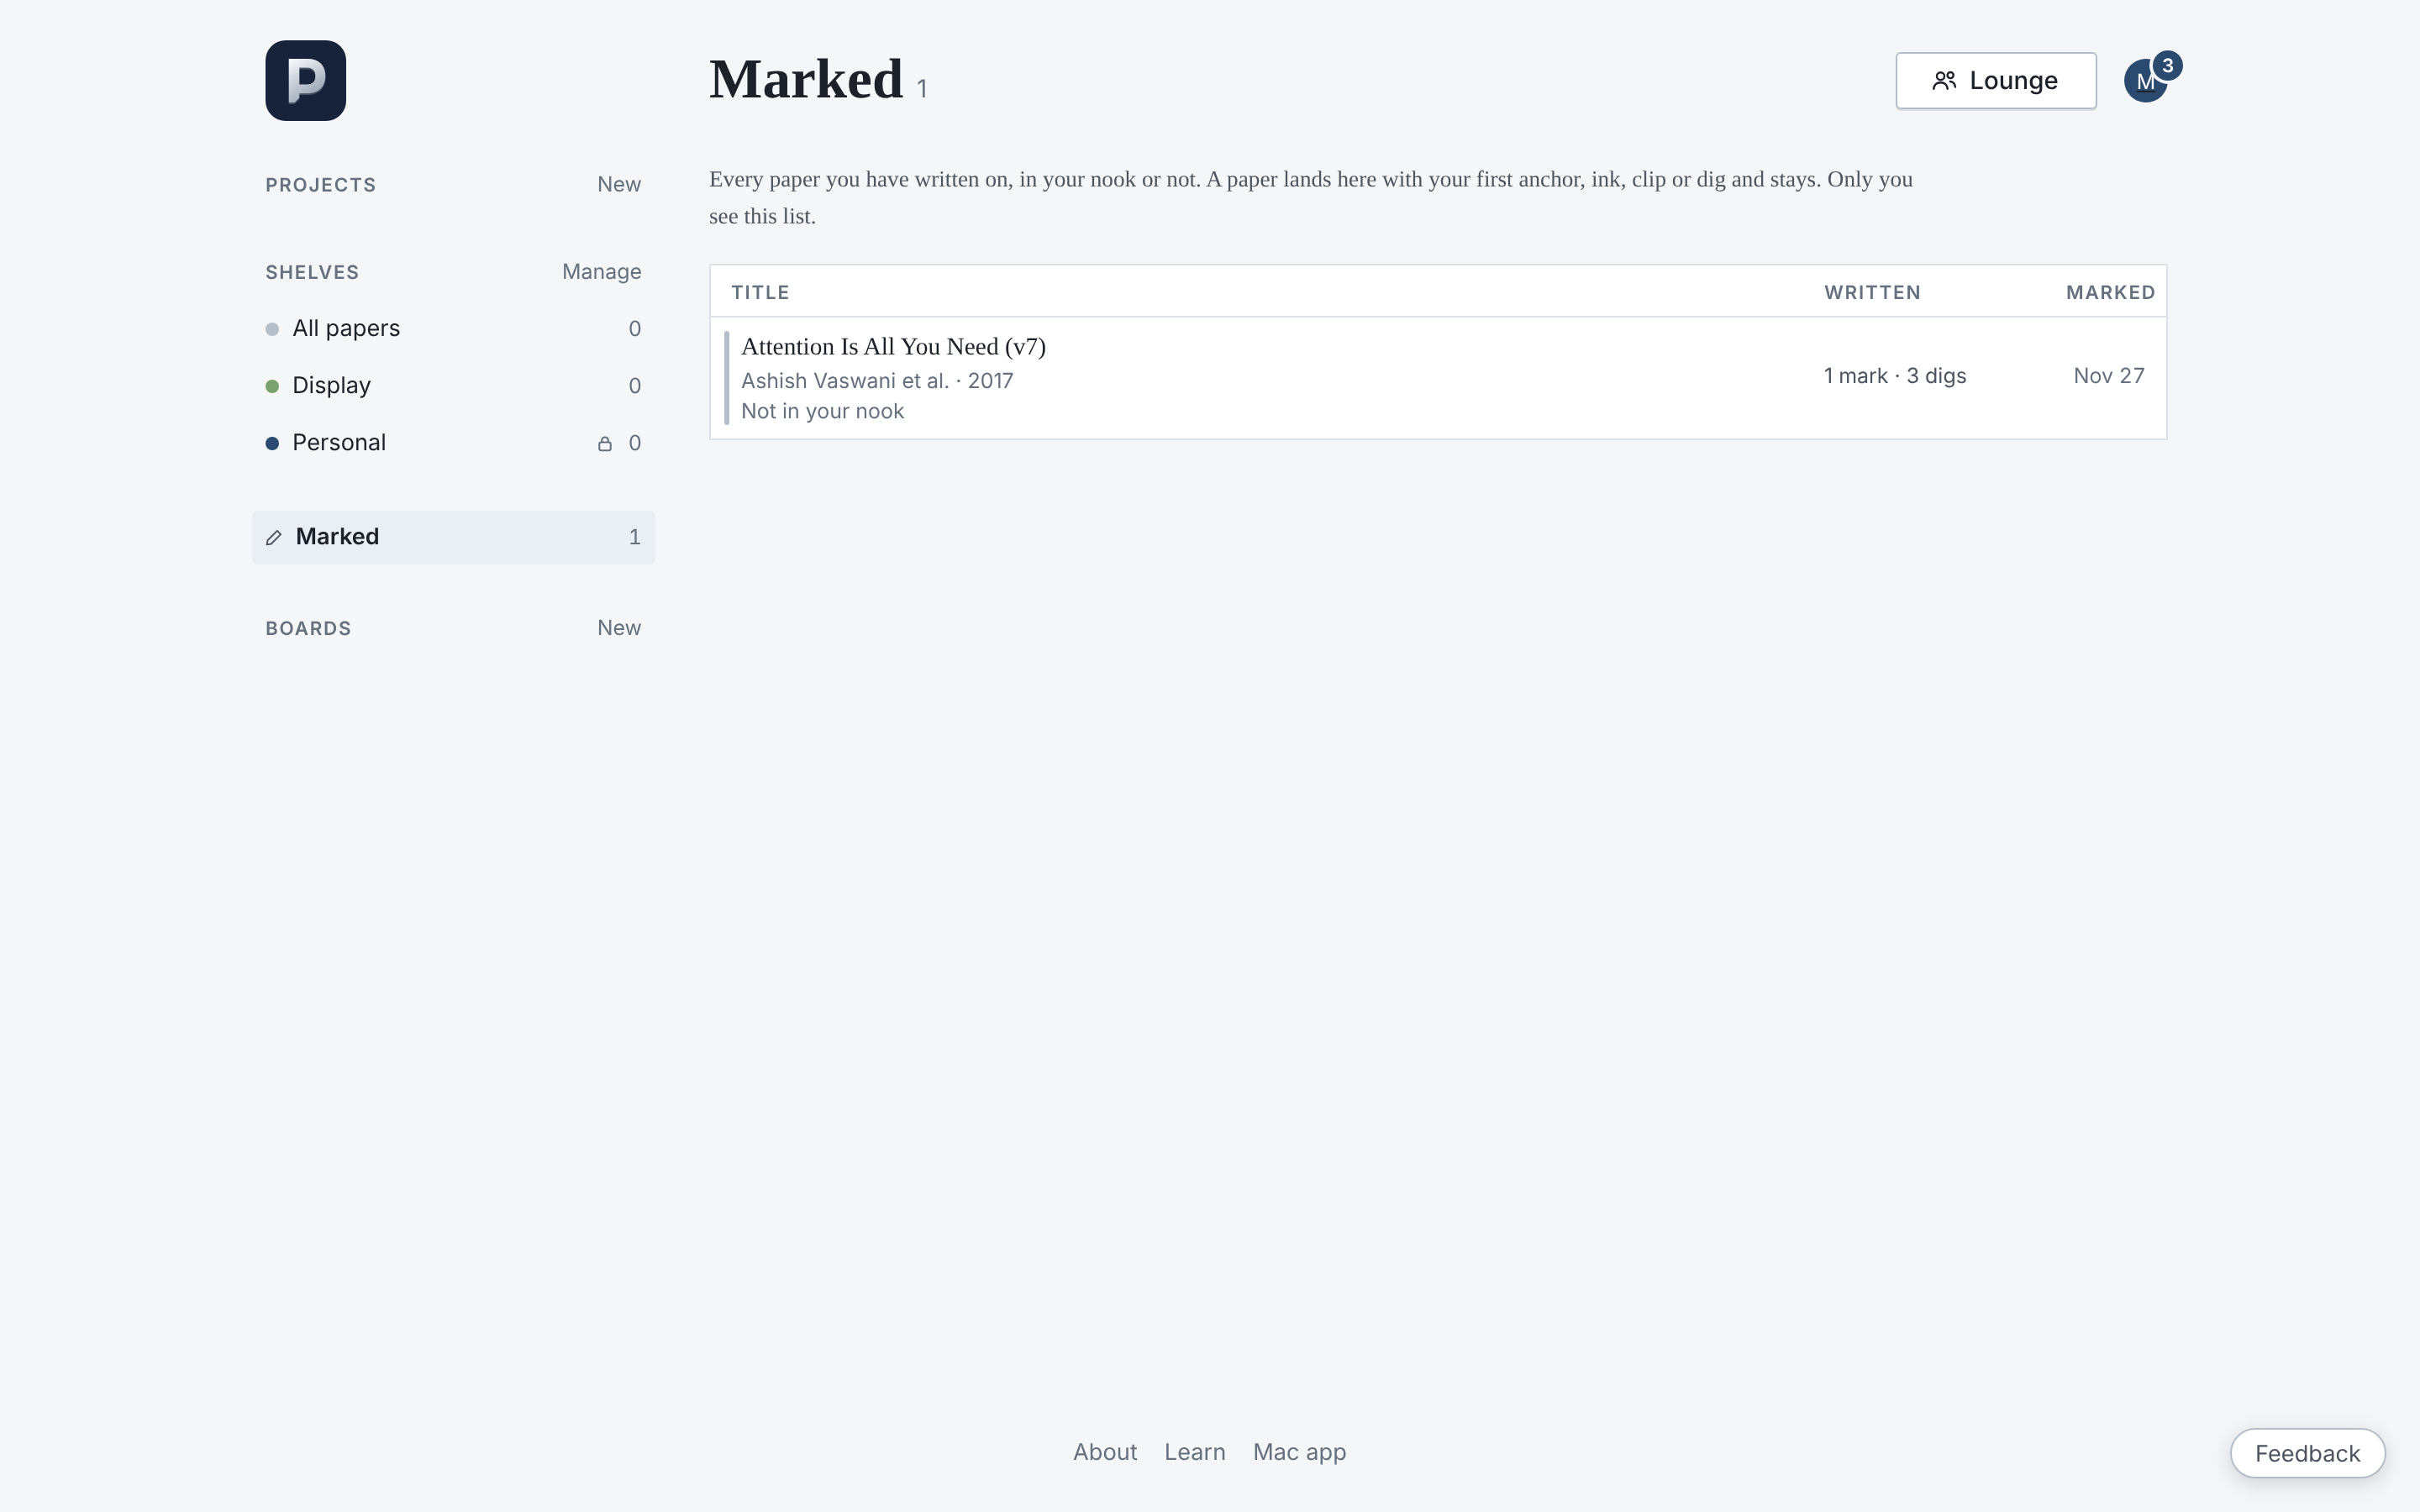 P
Marked 1
Lounge
M
3
PROJECTS New
Every paper you have written on, in your nook or not. A paper lands here with your first anchor, ink, clip or dig and stays. Only you
see this list.
SHELVES Manage
All papers 0
Display 0
Personal 0
Marked 1
BOARDS New
TITLE WRITTEN MARKED
Attention Is All You Need (v7)
Ashish Vaswani et al. · 2017
Not in your nook
1 mark · 3 digs
Nov 27
About Learn Mac app
Feedback